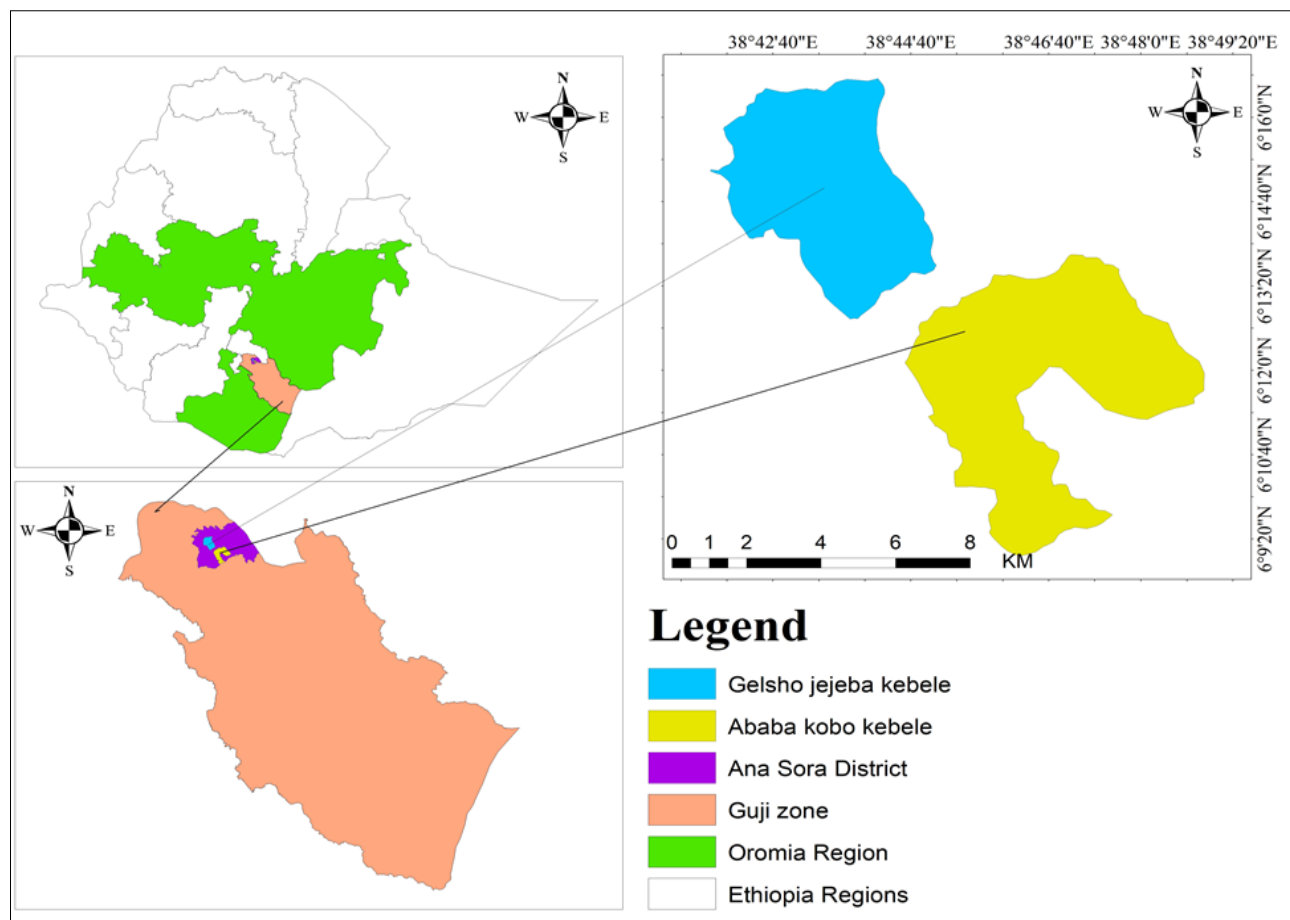 N
W E
S
38°42'40"E 38°44'40"E 38°46'40"E 38°48'0"E 38°49'20"E
N
W E
S
6°16'0"N
6°14'40"N
6°13'20"N
6°12'0"N
6°10'40"N
6°9'20"N
0 1 2 4 6 8
KM
N
W E
S
Legend
Gelsho jejeba kebele
Ababa kobo kebele
Ana Sora District
Guji zone
Oromia Region
Ethiopia Regions